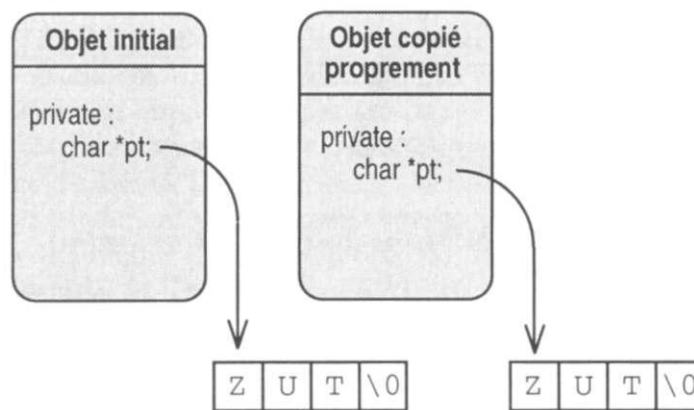 Objet initial
private :
char *pt;
Objet copié
proprement
private :
char *pt;
Z U T \0
Z U T \0